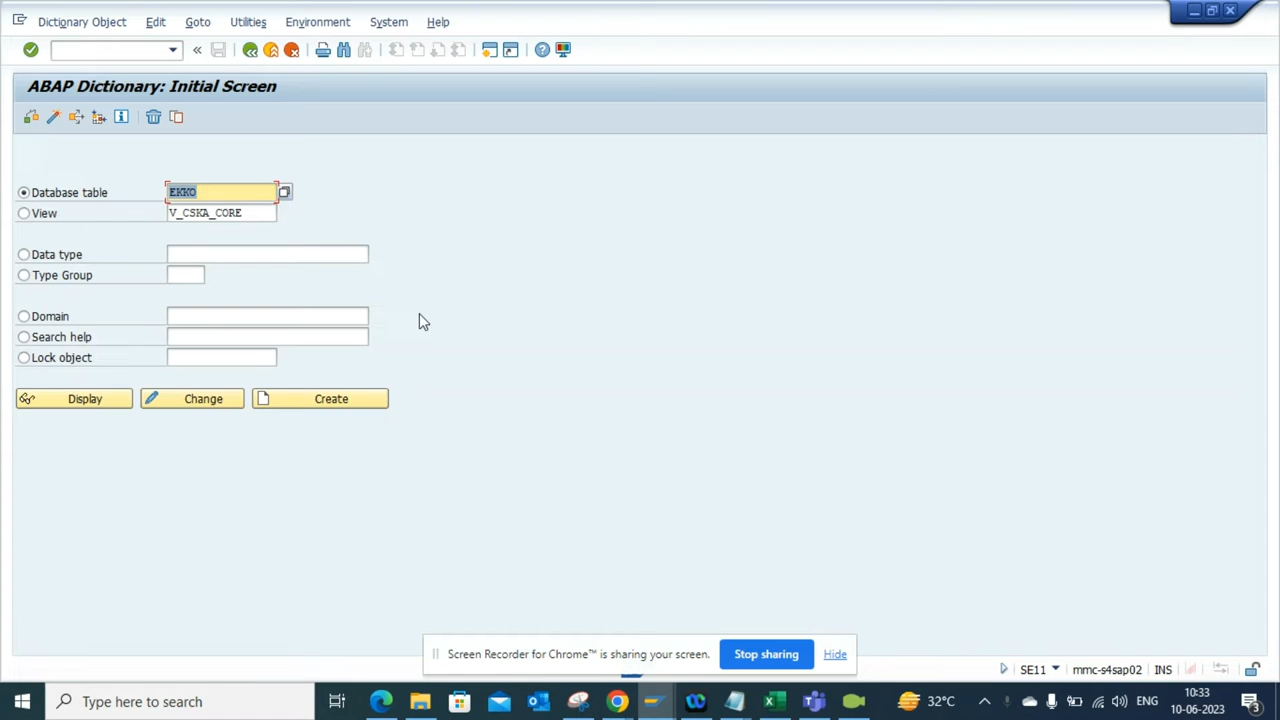 Dictionary Object Edit Goto Utilities Environment System Help
ABAP Dictionary: Initial Screen
Database table EKKO
View V_CSKA_CORE
Data type
Type Group
Domain
Search help
Lock object
Display Change Create
Screen Recorder for Chrome™ is sharing your screen. Stop sharing Hide
SE11 mmc-s4sap02 INS
Type here to search
32°C ENG
10:33
10-06-2023
3